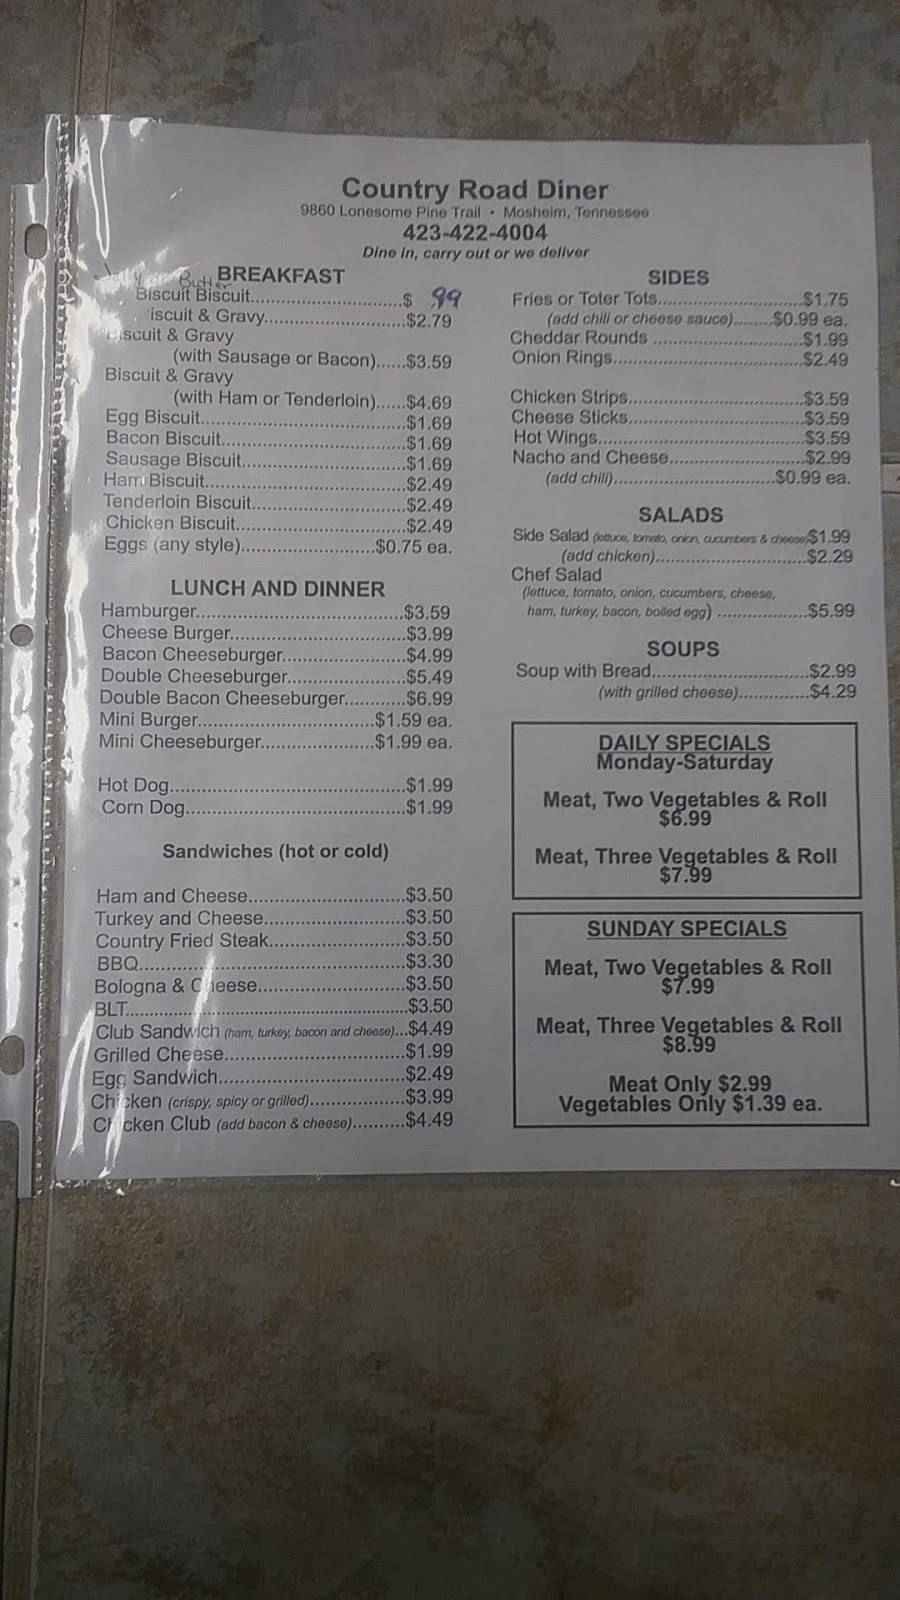 Country Road Diner
9860 Lonesome Pine Trail • Mosheim, Tennessee
423-422-4004
Dine in, carry out or we deliver
BREAKFAST
Butter
Biscuit Biscuit..............................$ .99
iscuit & Gravy..........................$2.79
Biscuit & Gravy
(with Sausage or Bacon)......$3.59
Biscuit & Gravy
(with Ham or Tenderloin)......$4.69
Egg Biscuit.....................................$1.69
Bacon Biscuit..................................$1.69
Sausage Biscuit..............................$1.69
Ham Biscuit.....................................$2.49
Tenderloin Biscuit............................$2.49
Chicken Biscuit................................$2.49
Eggs (any style).........................$0.75 ea.
LUNCH AND DINNER
Hamburger......................................$3.59
Cheese Burger................................$3.99
Bacon Cheeseburger.......................$4.99
Double Cheeseburger......................$5.49
Double Bacon Cheeseburger............$6.99
Mini Burger.................................$1.59 ea.
Mini Cheeseburger.....................$1.99 ea.
Hot Dog...........................................$1.99
Corn Dog.........................................$1.99
Sandwiches (hot or cold)
Ham and Cheese.............................$3.50
Turkey and Cheese..........................$3.50
Country Fried Steak.........................$3.50
BBQ.................................................$3.30
Bologna & Cheese...........................$3.50
BLT...................................................$3.50
Club Sandwich (ham, turkey, bacon and cheese)...$4.49
Grilled Cheese.................................$1.99
Egg Sandwich..................................$2.49
Chicken (crispy, spicy or grilled)..................$3.99
Chicken Club (add bacon & cheese)..........$4.49
SIDES
Fries or Toter Tots...........................$1.75
(add chili or cheese sauce)........$0.99 ea.
Cheddar Rounds ............................$1.99
Onion Rings....................................$2.49
Chicken Strips.................................$3.59
Cheese Sticks.................................$3.59
Hot Wings.......................................$3.59
Nacho and Cheese.........................$2.99
(add chili)..............................$0.99 ea.
SALADS
Side Salad (lettuce, tomato, onion, cucumbers & cheese)$1.99
(add chicken)............................$2.29
Chef Salad
(lettuce, tomato, onion, cucumbers, cheese,
ham, turkey, bacon, boiled egg) ................$5.99
SOUPS
Soup with Bread..............................$2.99
(with grilled cheese).............$4.29
DAILY SPECIALS
Monday-Saturday
Meat, Two Vegetables & Roll
$6.99
Meat, Three Vegetables & Roll
$7.99
SUNDAY SPECIALS
Meat, Two Vegetables & Roll
$7.99
Meat, Three Vegetables & Roll
$8.99
Meat Only $2.99
Vegetables Only $1.39 ea.